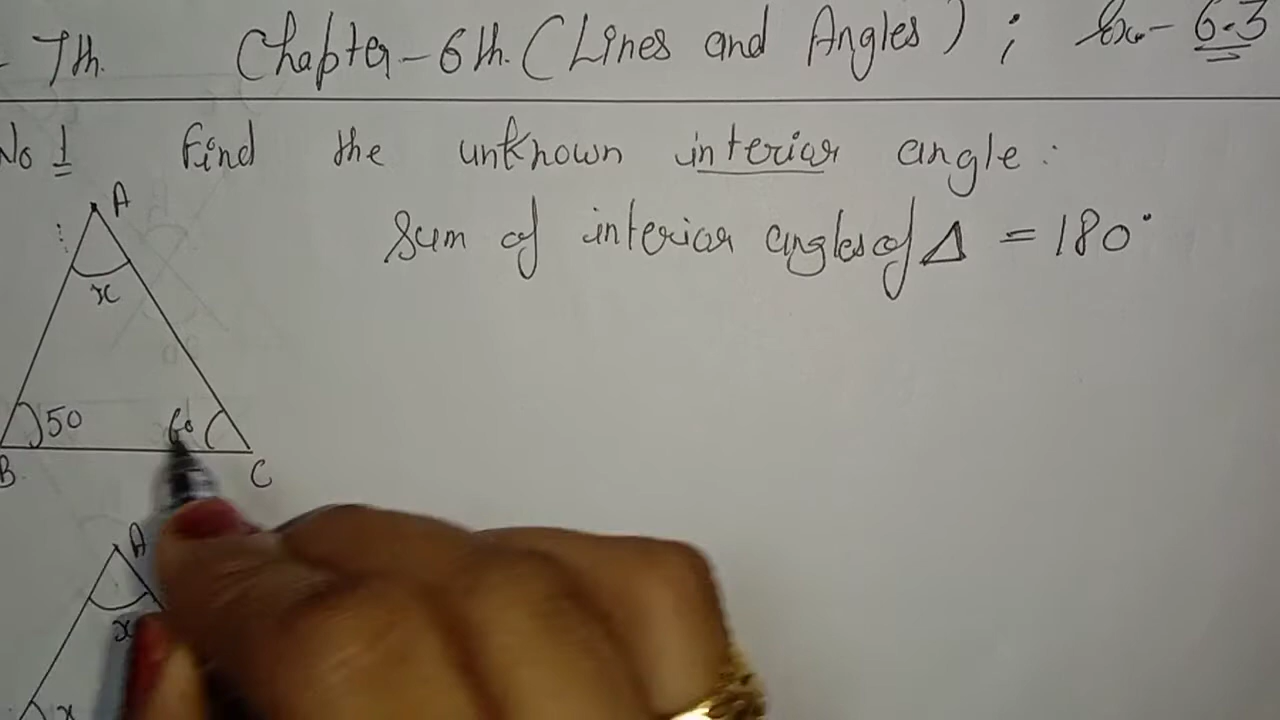 - 7th. Chapter-6th. (Lines and Angles) ; Ex - 6.3
No 1 Find the unknown interior angle.
A
Sum of interior angles of Δ = 180°
x
50 60
B C
A
x
x